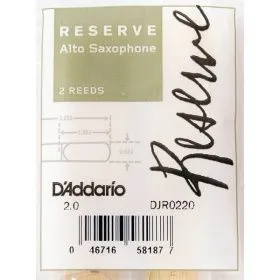 RESERVE
Alto Saxophone
2 REEDS
Reserve
D'Addario
2.0 DJR0220
0 46716 58187 7